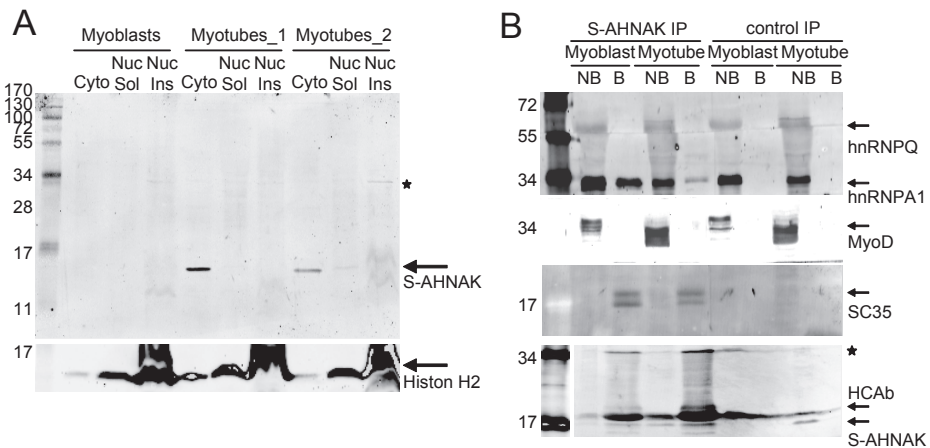 A
Myoblasts Myotubes_1 Myotubes_2
Cyto Nuc Sol Nuc Ins Cyto Nuc Sol Nuc Ins Cyto Nuc Sol Nuc Ins
170
130
100
72
55
34
28
17
11
S-AHNAK
17
Histon H2
B
S-AHNAK IP control IP
Myoblast Myotube Myoblast Myotube
NB B NB B NB B NB B
72
55
hnRNPQ
34
hnRNPA1
34
MyoD
17
SC35
34
HCAb
17
S-AHNAK